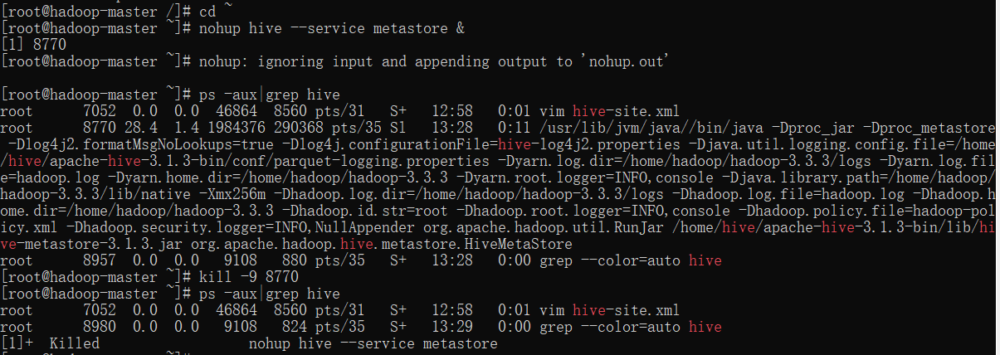 [root@hadoop-master /]# cd ~
[root@hadoop-master ~]# nohup hive --service metastore &
[1] 8770
[root@hadoop-master ~]# nohup: ignoring input and appending output to 'nohup.out'
[root@hadoop-master ~]# ps -aux|grep hive
root      7052  0.0  0.0  46864  8560 pts/31   S+   12:58   0:01 vim hive-site.xml
root      8770 28.4  1.4 1984376 290368 pts/35 Sl   13:28   0:11 /usr/lib/jvm/java//bin/java -Dproc_jar -Dproc_metastore
 -Dlog4j2.formatMsgNoLookups=true -Dlog4j.configurationFile=hive-log4j2.properties -Djava.util.logging.config.file=/home
/hive/apache-hive-3.1.3-bin/conf/parquet-logging.properties -Dyarn.log.dir=/home/hadoop/hadoop-3.3.3/logs -Dyarn.log.fil
e=hadoop.log -Dyarn.home.dir=/home/hadoop/hadoop-3.3.3 -Dyarn.root.logger=INFO,console -Djava.library.path=/home/hadoop/
hadoop-3.3.3/lib/native -Xmx256m -Dhadoop.log.dir=/home/hadoop/hadoop-3.3.3/logs -Dhadoop.log.file=hadoop.log -Dhadoop.h
ome.dir=/home/hadoop/hadoop-3.3.3 -Dhadoop.id.str=root -Dhadoop.root.logger=INFO,console -Dhadoop.policy.file=hadoop-pol
icy.xml -Dhadoop.security.logger=INFO,NullAppender org.apache.hadoop.util.RunJar /home/hive/apache-hive-3.1.3-bin/lib/hi
ve-metastore-3.1.3.jar org.apache.hadoop.hive.metastore.HiveMetaStore
root      8957  0.0  0.0   9108   880 pts/35   S+   13:28   0:00 grep --color=auto hive
[root@hadoop-master ~]# kill -9 8770
[root@hadoop-master ~]# ps -aux|grep hive
root      7052  0.0  0.0  46864  8560 pts/31   S+   12:58   0:01 vim hive-site.xml
root      8980  0.0  0.0   9108   824 pts/35   S+   13:29   0:00 grep --color=auto hive
[1]+  Killed                  nohup hive --service metastore